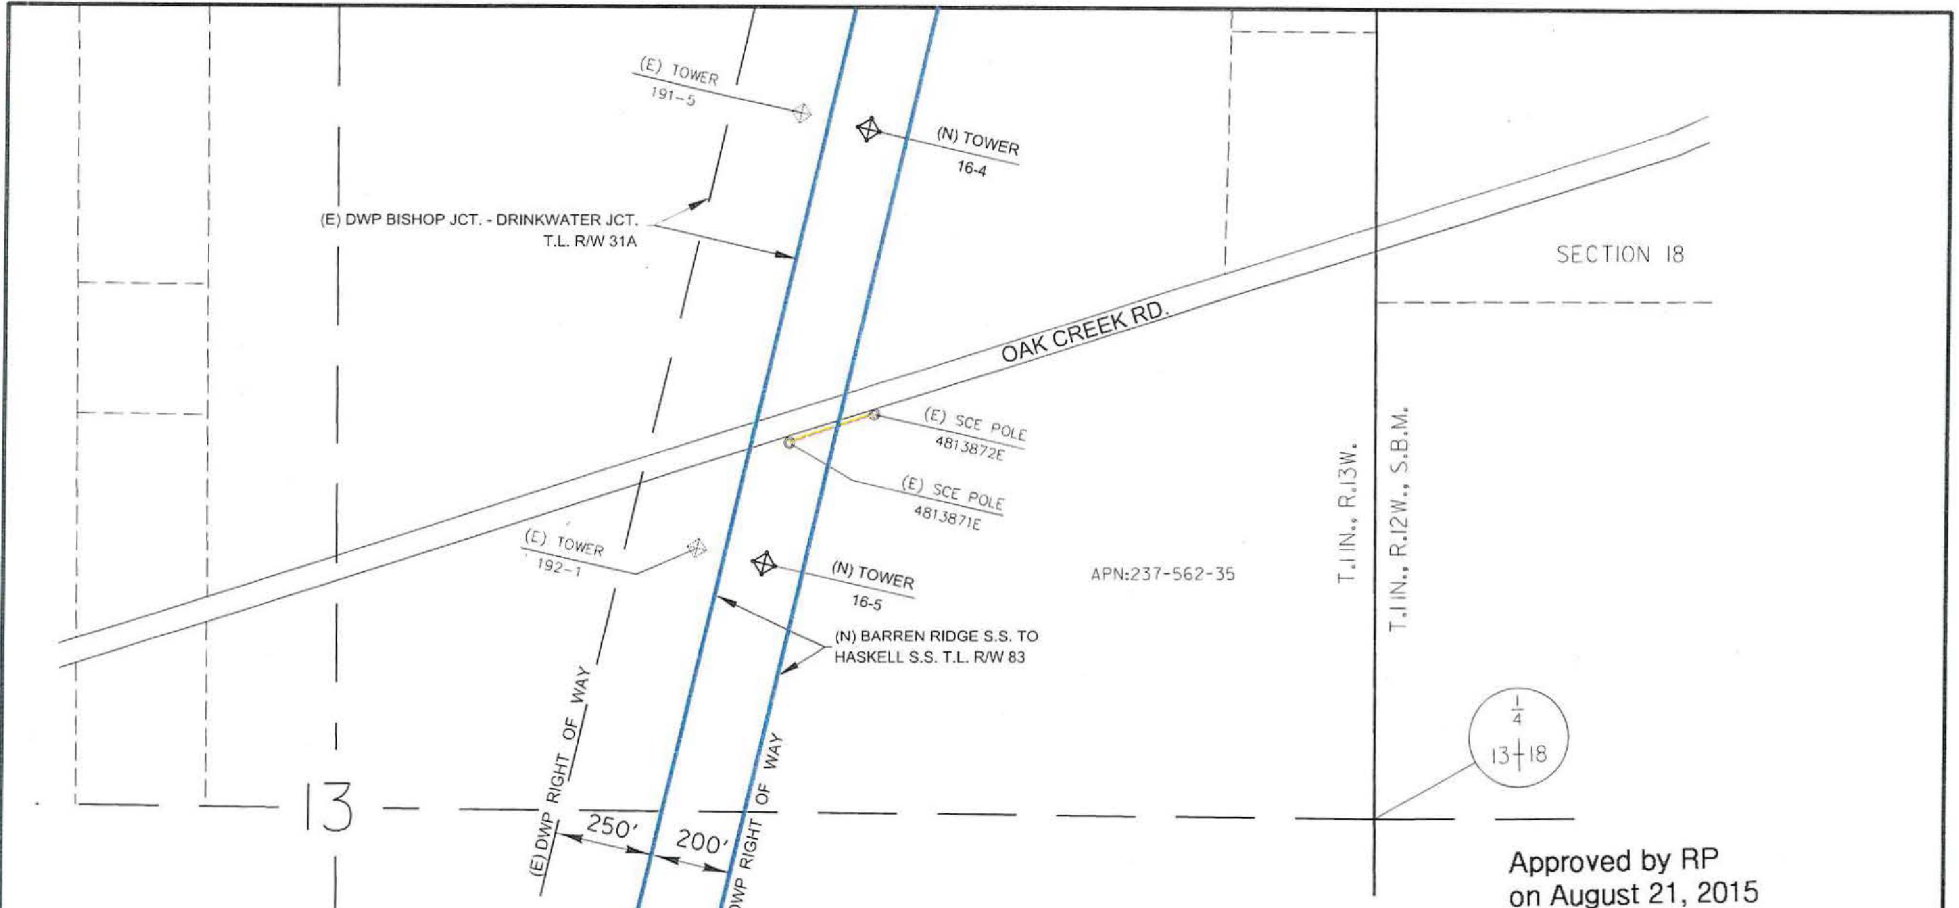 (E) TOWER
191-5
(N) TOWER
16-4
(E) DWP BISHOP JCT. - DRINKWATER JCT.
T.L. R/W 31A
SECTION 18
OAK CREEK RD.
(E) SCE POLE
4813872E
(E) SCE POLE
4813871E
T.11N., R.13W.
T.11N., R.12W., S.B.M.
(E) TOWER
192-1
(N) TOWER
16-5
APN:237-562-35
(N) BARREN RIDGE S.S. TO
HASKELL S.S. T.L. R/W 83
(E) DWP RIGHT OF WAY
DWP RIGHT OF WAY
1
4
13 18
13
250'
200'
Approved by RP
on August 21, 2015